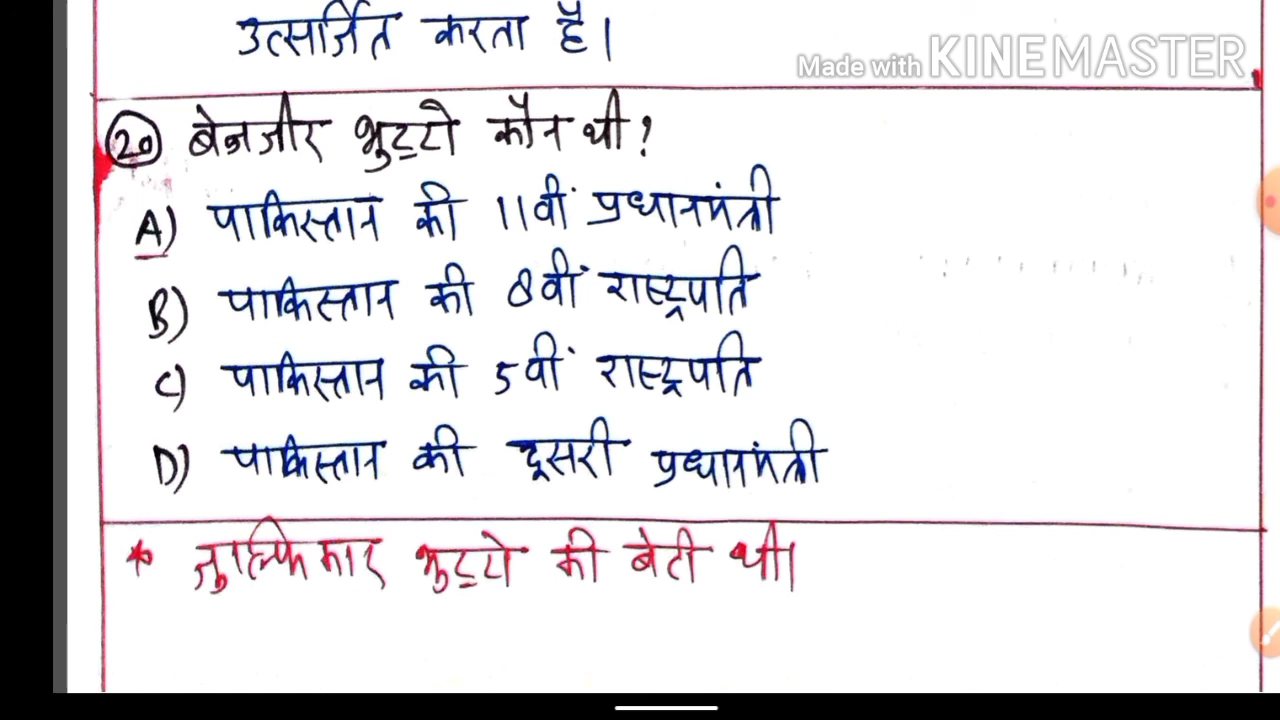 उत्सर्जित करता है।
Made with KINEMASTER
20 बेनजीर भुट्टो कौन थी?
A) पाकिस्तान की 11वीं प्रधानमंत्री
B) पाकिस्तान की 8वीं राष्ट्रपति
C) पाकिस्तान की 5वीं राष्ट्रपति
D) पाकिस्तान की दूसरी प्रधानमंत्री
* जुल्फिकार भुट्टो की बेटी थी।